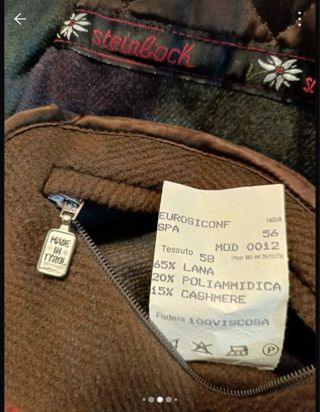 steinbock
MADE
IN
ITALY
EUROSICONF
SPA
TAGLIA
56
MOD 0012
Tessuto 58
65% LANA
20% POLIAMMIDICA
15% CASHMERE
Fodera 100VISCOSA
P